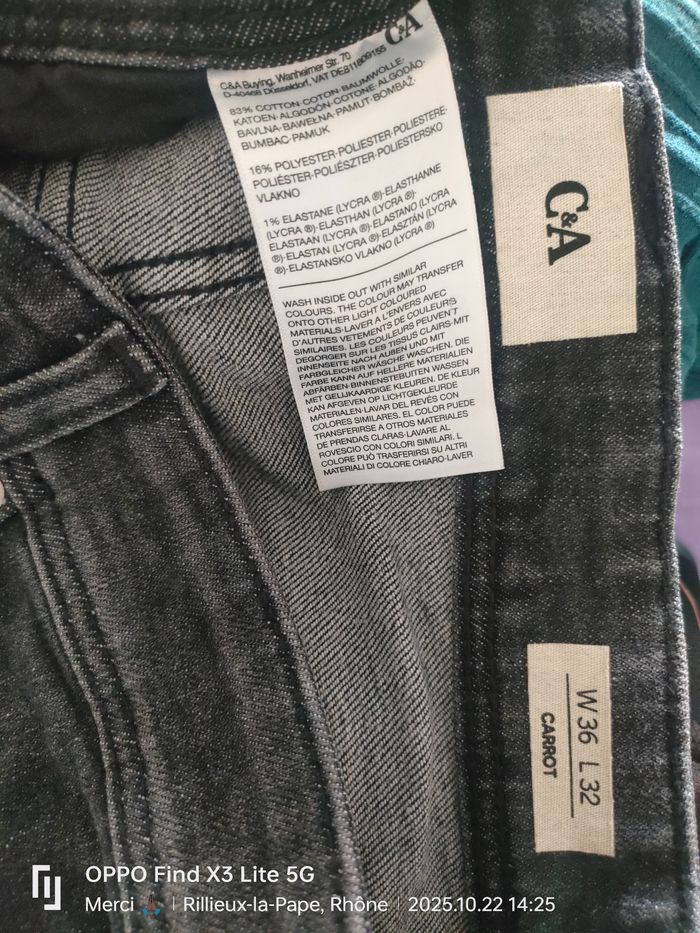 C&A
C&A Buying, Wanheimer Str. 70
D-40468 Düsseldorf, VAT DE811809155
83% COTTON·COTON·BAUMWOLLE·
KATOEN·ALGODÓN·COTONE·ALGODÃO·
BAVLNA·BAWEŁNA·PAMUT·BOMBAŽ·
BUMBAC·PAMUK
16% POLYESTER·POLIESTER·POLIESTERE·
POLIÉSTER·POLIÉSZTER·POLIESTERSKO
VLAKNO
1% ELASTANE (LYCRA ®)·ELASTHANNE
(LYCRA ®)·ELASTHAN (LYCRA ®)·
ELASTAAN (LYCRA ®)·ELASTANO (LYCRA
®)·ELASTAN (LYCRA ®)·ELASZTÁN (LYCRA
®)·ELASTANSKO VLAKNO (LYCRA ®)
WASH INSIDE OUT WITH SIMILAR
COLOURS. THE COLOUR MAY TRANSFER
ONTO OTHER LIGHT COLOURED
MATERIALS·LAVER A L'ENVERS AVEC
D'AUTRES VETEMENTS DE COULEURS
SIMILAIRES. LES COULEURS PEUVENT
DEGORGER SUR LES TISSUS CLAIRS·MIT
INNENSEITE NACH AUßEN UND MIT
FARBGLEICHER WÄSCHE WASCHEN. DIE
FARBE KANN AUF HELLERE MATERIALIEN
ABFÄRBEN·BINNENSTEBUITEN WASSEN
MET GELIJKAARDIGE KLEUREN. DE KLEUR
KAN AFGEVEN OP LICHTGEKLEURDE
MATERIALEN·LAVAR DEL REVÉS CON
COLORES SIMILARES. EL COLOR PUEDE
TRANSFERIRSE A OTROS MATERIALES
DE PRENDAS CLARAS·LAVARE AL
ROVESCIO CON COLORI SIMILARI. L
COLORE PUÒ TRASFERIRSI SU ALTRI
MATERIALI DI COLORE CHIARO·LAVER
C&A
W 36 L 32
CARROT
OPPO Find X3 Lite 5G
Merci | Rillieux-la-Pape, Rhône | 2025.10.22 14:25